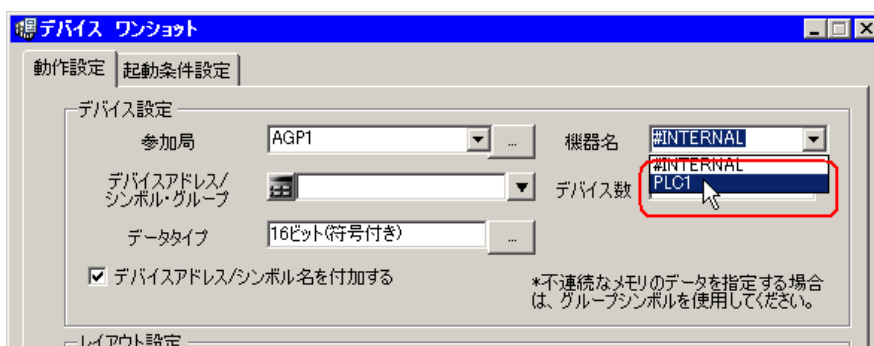 デバイス ワンショット
動作設定 起動条件設定
デバイス設定
参加局 AGP1 ... 機器名 #INTERNAL
#INTERNAL
デバイスアドレス/
シンボル・グループ
デバイス数 PLC1
データタイプ 16ビット(符号付き) ...
デバイスアドレス/シンボル名を付加する
*不連続なメモリのデータを指定する場合
は、グループシンボルを使用してください。
レイアウト設定